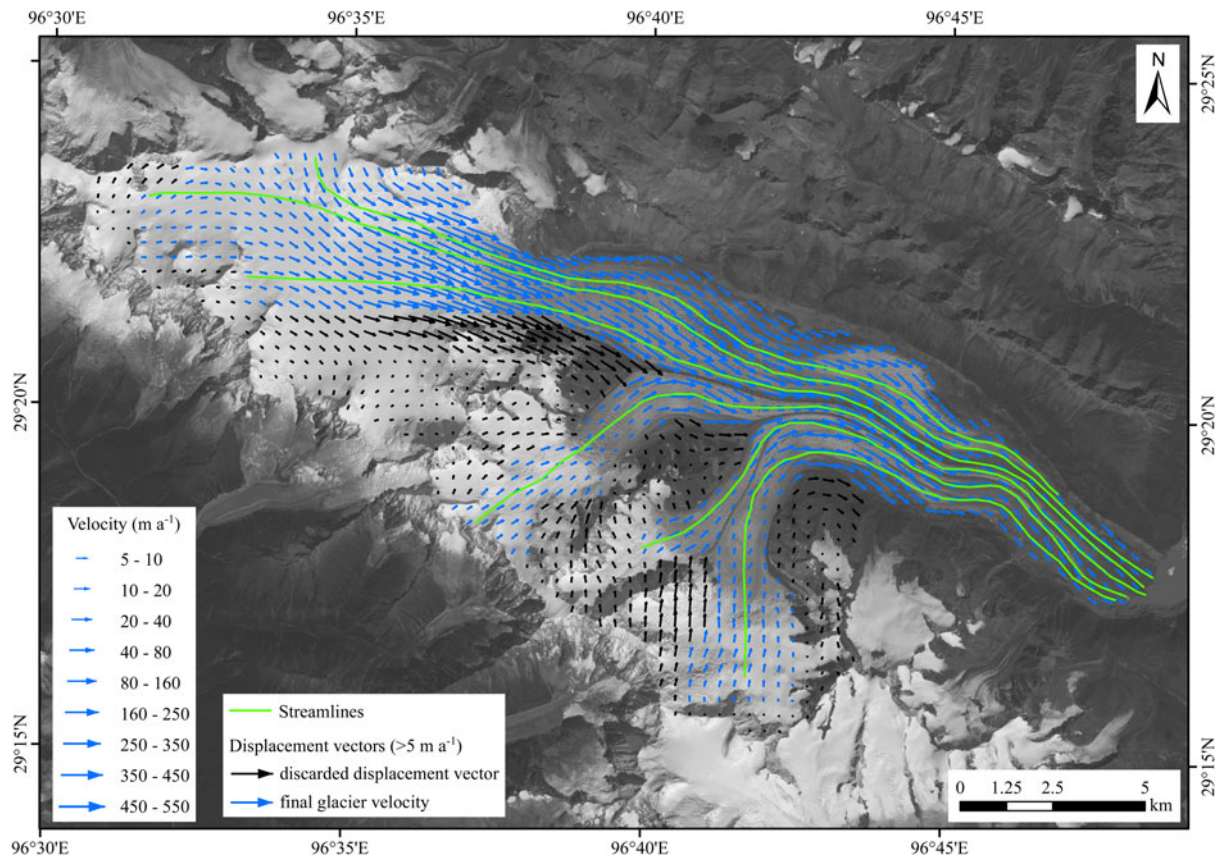 96°30'E 96°35'E 96°40'E 96°45'E
N
29°25'N
29°20'N
29°20'N
29°15'N
29°15'N
Velocity (m a⁻¹)
5 - 10
10 - 20
20 - 40
40 - 80
80 - 160
160 - 250
250 - 350
350 - 450
450 - 550
Streamlines
Displacement vectors (>5 m a⁻¹)
discarded displacement vector
final glacier velocity
0 1.25 2.5 5
km
96°30'E 96°35'E 96°40'E 96°45'E